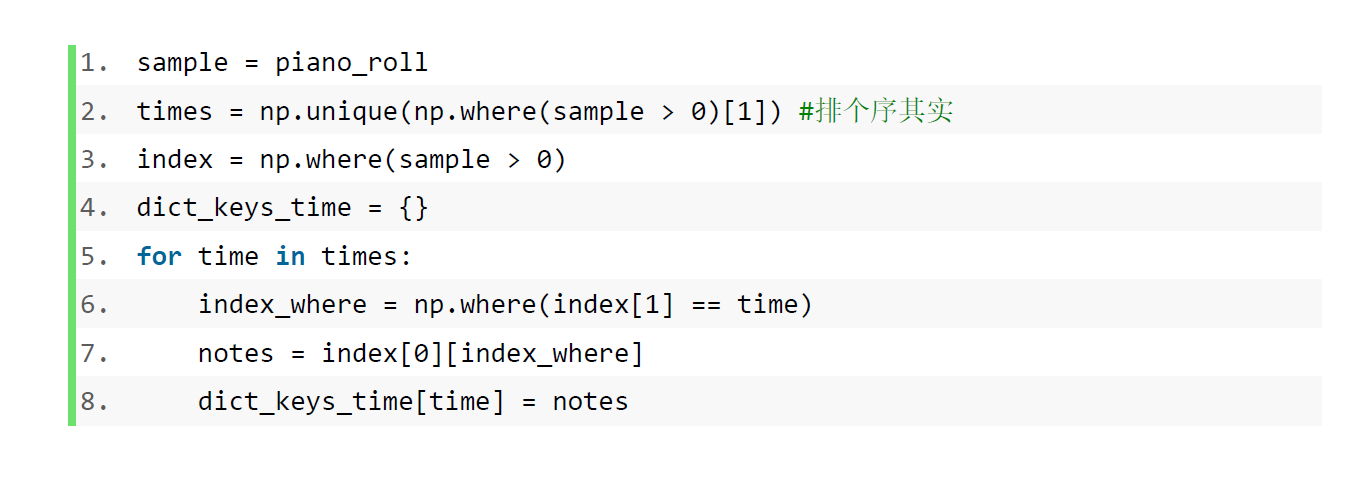 1. sample = piano_roll
2. times = np.unique(np.where(sample > 0)[1]) #排个序其实
3. index = np.where(sample > 0)
4. dict_keys_time = {}
5. for time in times:
6.     index_where = np.where(index[1] == time)
7.     notes = index[0][index_where]
8.     dict_keys_time[time] = notes